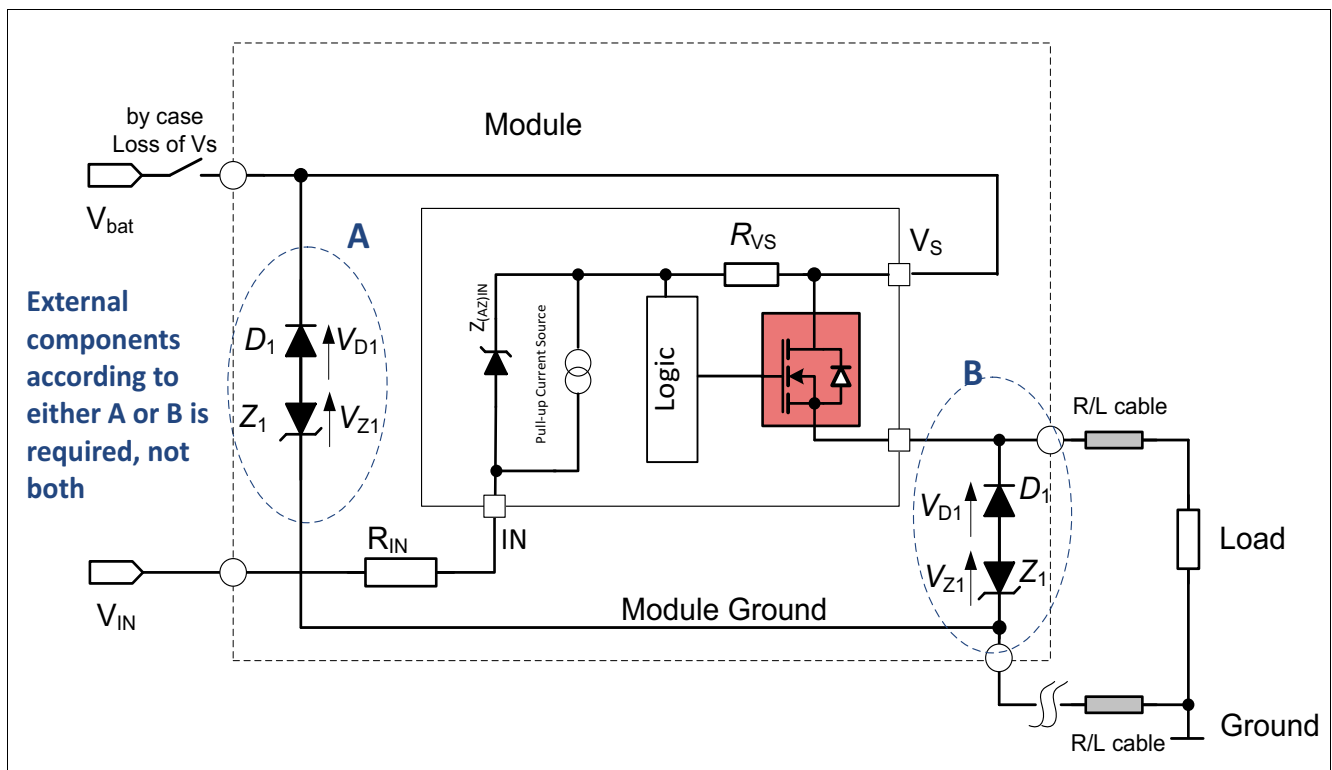 by case
Loss of Vs
Module
Vbat
A
RVS
VS
External
components
according to
either A or B is
required, not
both
D1
VD1
Z1
VZ1
Z(AZ)IN
Pull-up Current Source
Logic
B
R/L cable
VD1
D1
VZ1
Z1
Load
RIN
IN
VIN
Module Ground
R/L cable
Ground